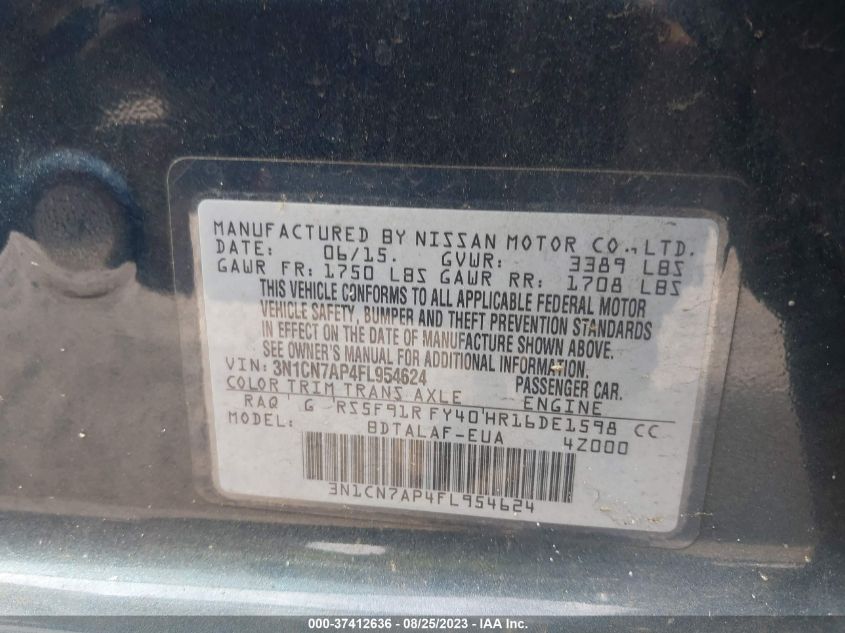 MANUFACTURED BY NISSAN MOTOR CO., LTD.
DATE: 06/15. GVWR: 3389 LBS
GAWR FR: 1750 LBS GAWR RR: 1708 LBS
THIS VEHICLE CONFORMS TO ALL APPLICABLE FEDERAL MOTOR
VEHICLE SAFETY, BUMPER AND THEFT PREVENTION STANDARDS
IN EFFECT ON THE DATE OF MANUFACTURE SHOWN ABOVE.
SEE OWNER'S MANUAL FOR ADDITIONAL INFORMATION.
VIN: 3N1CN7AP4FL954624 PASSENGER CAR.
COLOR TRIM TRANS AXLE ENGINE
RAQ G RS5F91R FY40 HR16DE1598 CC
MODEL: BDTALAF-EUA 4Z000
3N1CN7AP4FL954624
000-37412636 - 08/25/2023 - IAA Inc.